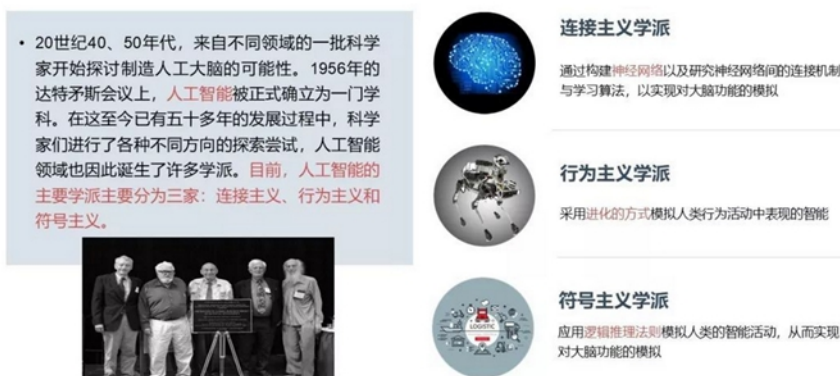 • 20世纪40、50年代，来自不同领域的一批科学
家开始探讨制造人工大脑的可能性。1956年的
达特矛斯会议上，人工智能被正式确立为一门学
科。在这至今已有五十多年的发展过程中，科学
家们进行了各种不同方向的探索尝试，人工智能
领域也因此诞生了许多学派。目前，人工智能的
主要学派主要分为三家：连接主义、行为主义和
符号主义。
连接主义学派
通过构建神经网络以及研究神经网络间的连接机制
与学习算法，以实现对大脑功能的模拟
行为主义学派
采用进化的方式模拟人类行为活动中表现的智能
符号主义学派
LOGISTIC
应用逻辑推理法则模拟人类的智能活动，从而实现
对大脑功能的模拟